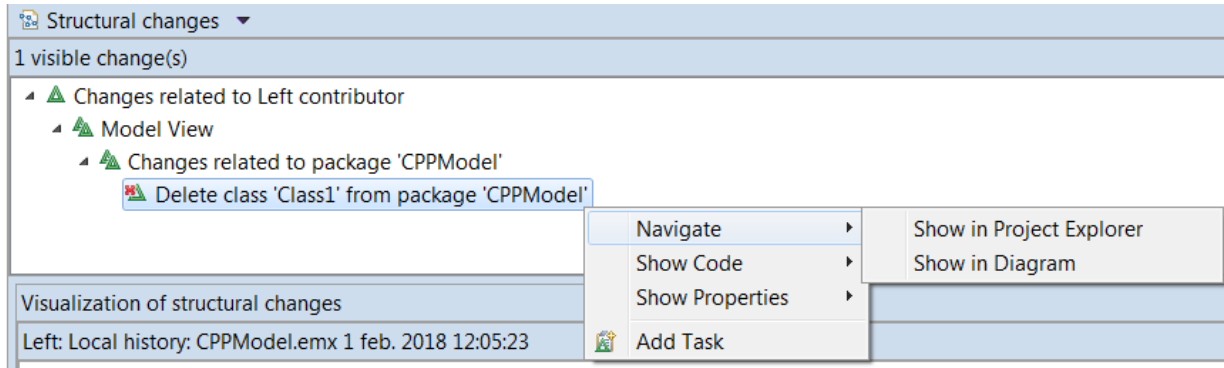 Structural changes
1 visible change(s)
Changes related to Left contributor
Model View
Changes related to package 'CPPModel'
Delete class 'Class1' from package 'CPPModel'
Navigate
Show in Project Explorer
Show Code
Show in Diagram
Show Properties
Add Task
Visualization of structural changes
Left: Local history: CPPModel.emx 1 feb. 2018 12:05:23